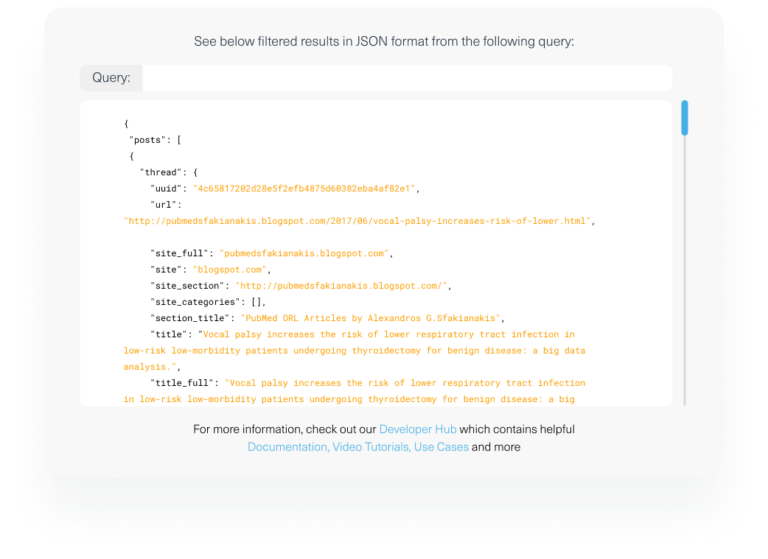 See below filtered results in JSON format from the following query:
Query:
{
"posts": [
{
"thread": {
"uuid": "4c65817202d28e5f2efb4875d60382eba4af82e1",
"url":
"http://pubmedsfakianakis.blogspot.com/2017/06/vocal-palsy-increases-risk-of-lower.html",
"site_full": "pubmedsfakianakis.blogspot.com",
"site": "blogspot.com",
"site_section": "http://pubmedsfakianakis.blogspot.com/",
"site_categories": [],
"section_title": "PubMed ORL Articles by Alexandros G.Sfakianakis",
"title": "Vocal palsy increases the risk of lower respiratory tract infection in
low-risk low-morbidity patients undergoing thyroidectomy for benign disease: a big data
analysis.",
"title_full": "Vocal palsy increases the risk of lower respiratory tract infection
in low-risk low-morbidity patients undergoing thyroidectomy for benign disease: a big
For more information, check out our Developer Hub which contains helpful
Documentation, Video Tutorials, Use Cases and more